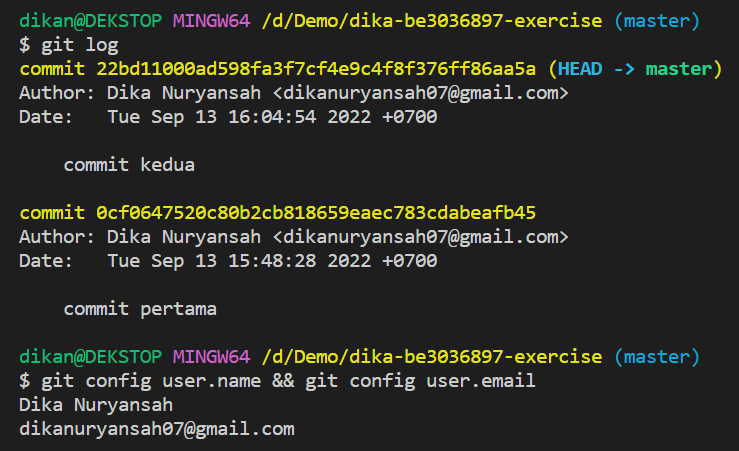 dikan@DEKSTOP MINGW64 /d/Demo/dika-be3036897-exercise (master)
$ git log
commit 22bd11000ad598fa3f7cf4e9c4f8f376ff86aa5a (HEAD -> master)
Author: Dika Nuryansah <dikanuryansah07@gmail.com>
Date:   Tue Sep 13 16:04:54 2022 +0700
    commit kedua
commit 0cf0647520c80b2cb818659eaec783cdabeafb45
Author: Dika Nuryansah <dikanuryansah07@gmail.com>
Date:   Tue Sep 13 15:48:28 2022 +0700
    commit pertama
dikan@DEKSTOP MINGW64 /d/Demo/dika-be3036897-exercise (master)
$ git config user.name && git config user.email
Dika Nuryansah
dikanuryansah07@gmail.com